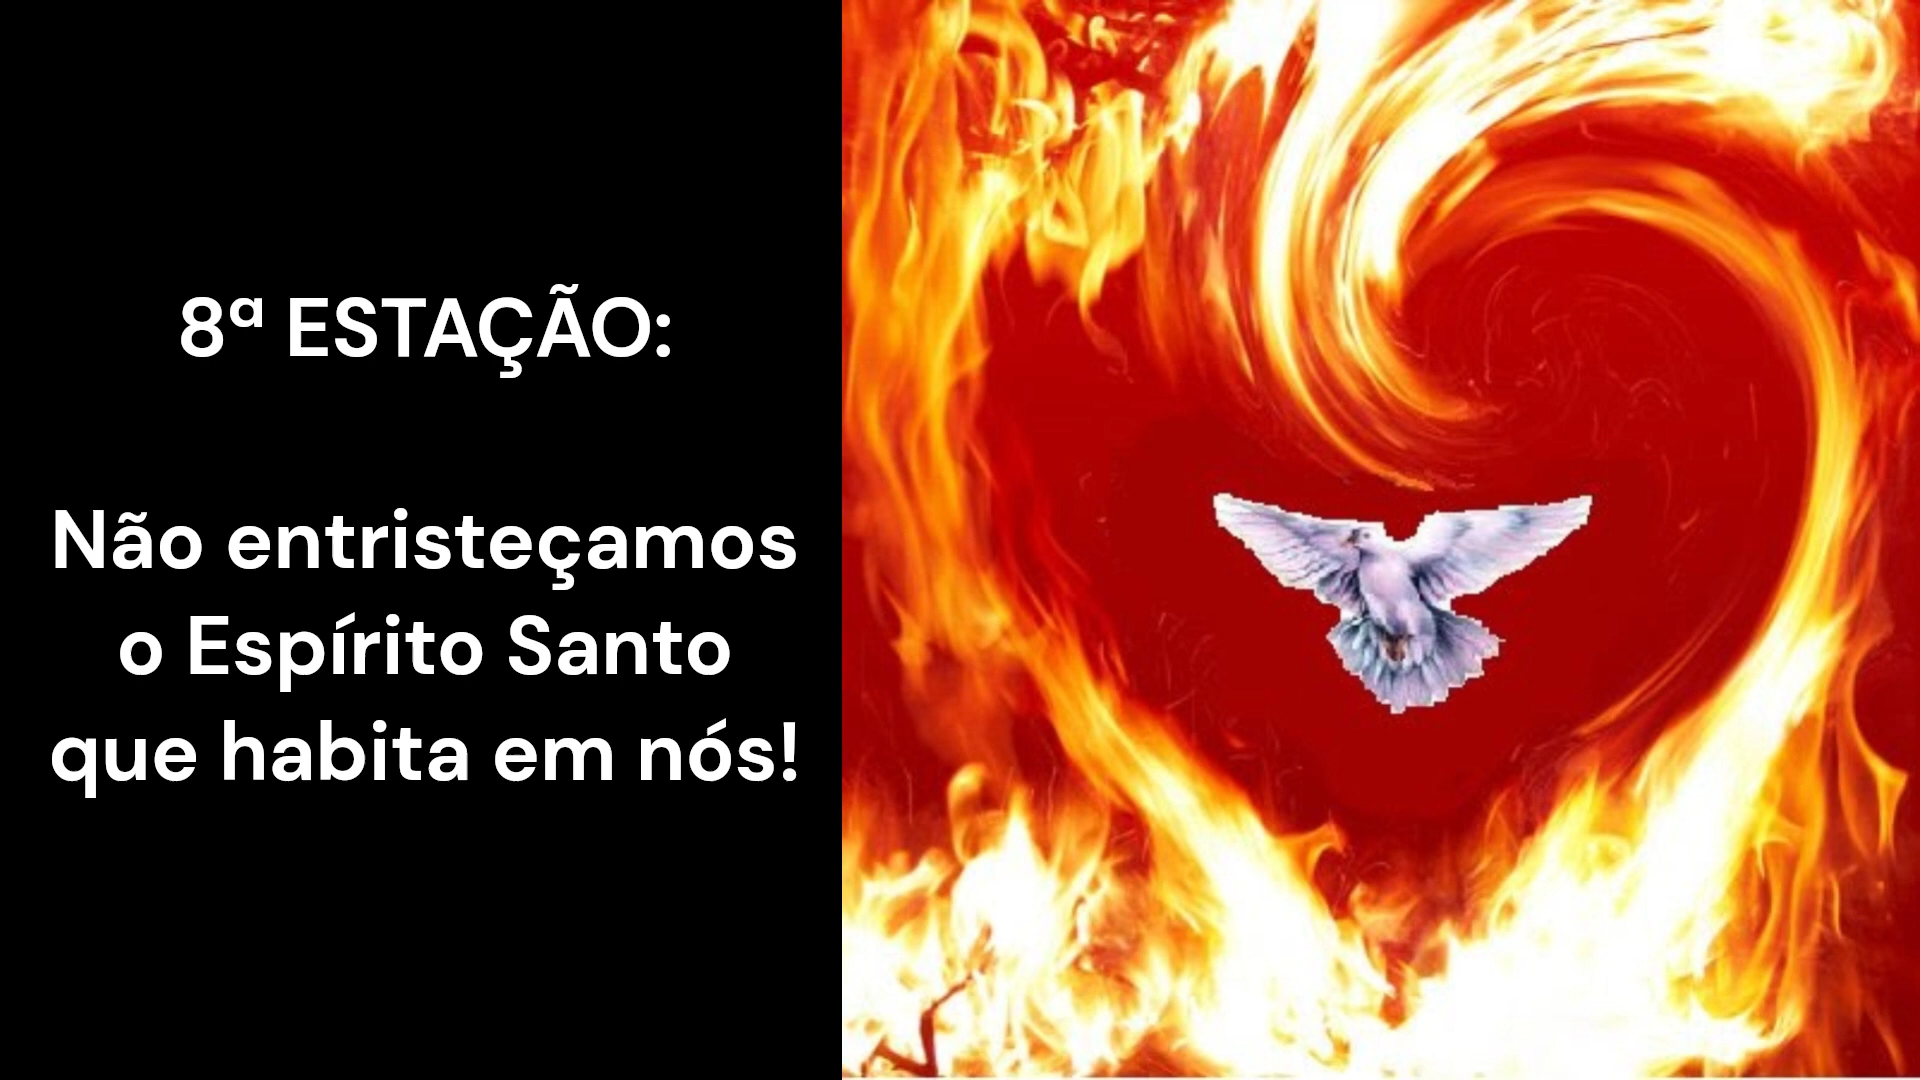 8ª ESTAÇÃO:
Não entristeçamos
o Espírito Santo
que habita em nós!